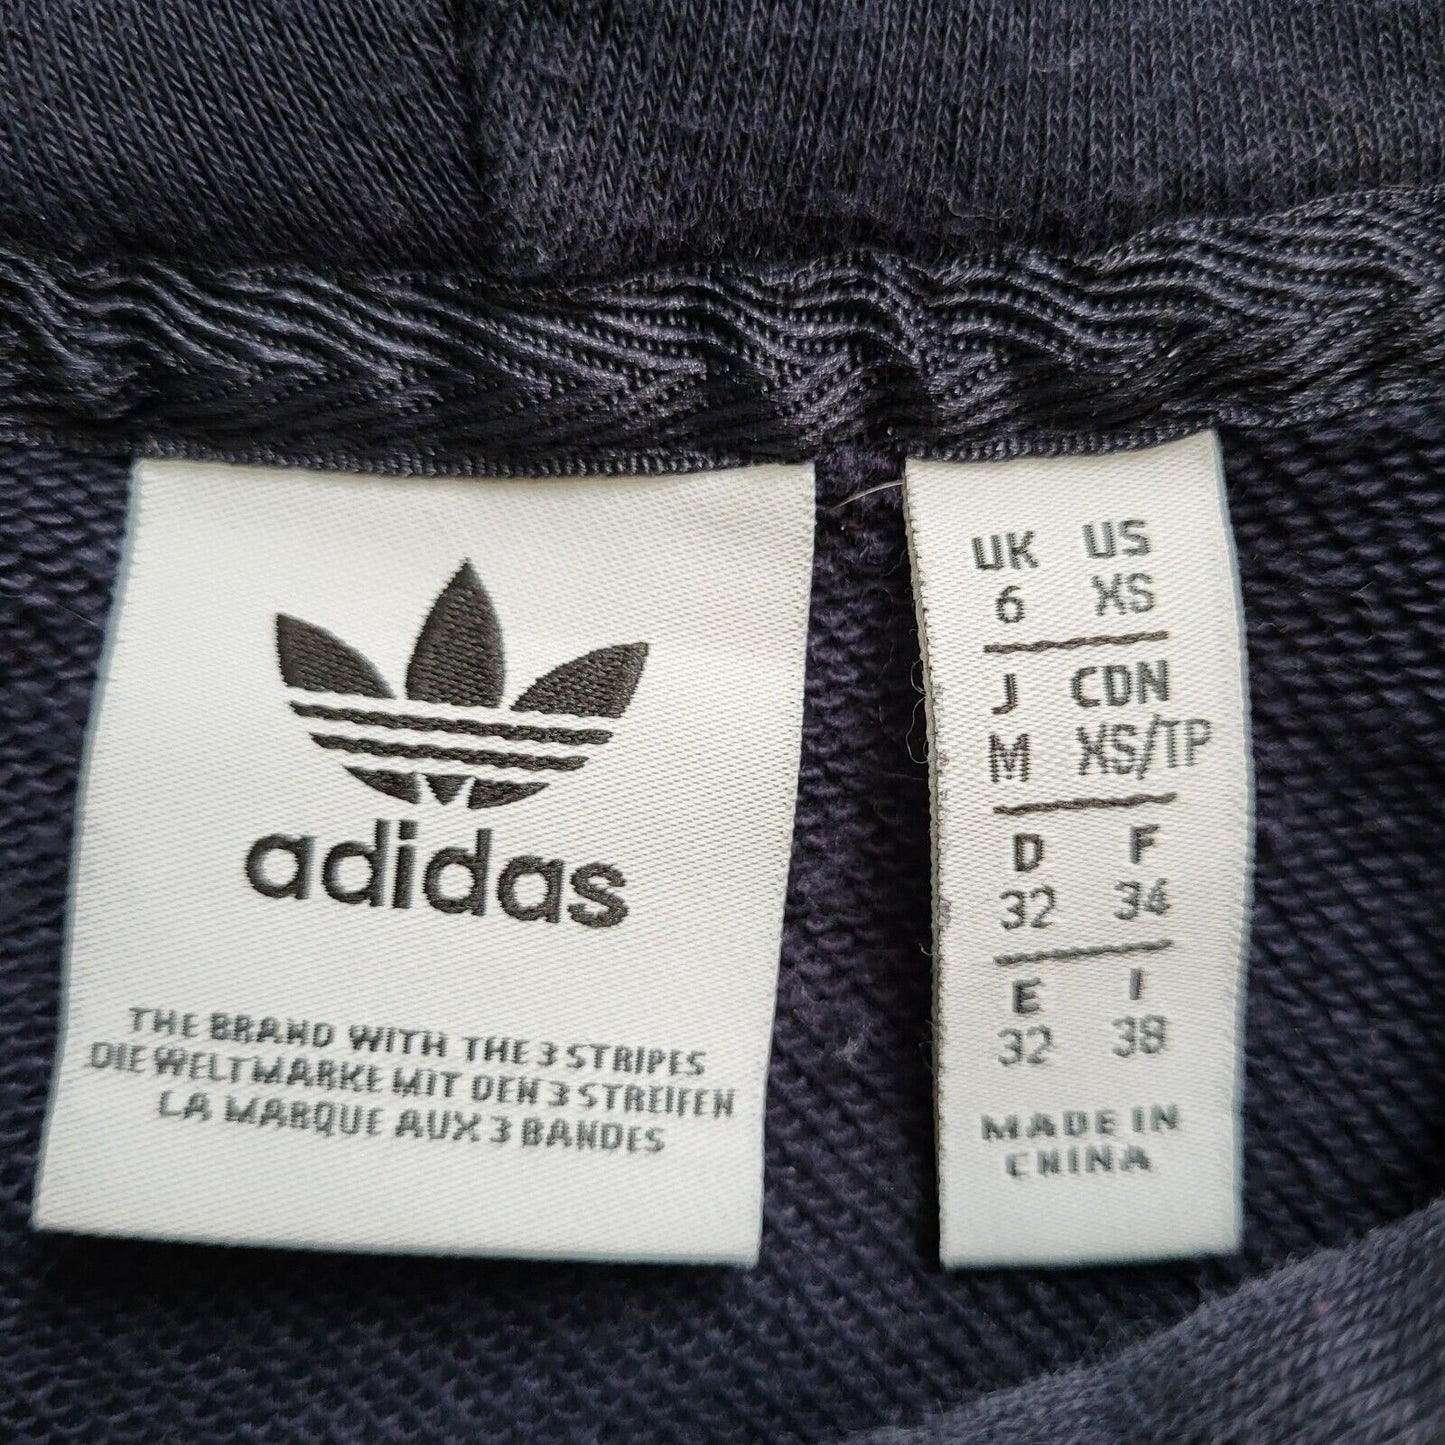 adidas
THE BRAND WITH THE 3 STRIPES
DIE WELTMARKE MIT DEN 3 STREIFEN
LA MARQUE AUX 3 BANDES
UK US
6 XS
J CDN
M XS/TP
D F
32 34
E I
32 38
MADE IN
CHINA